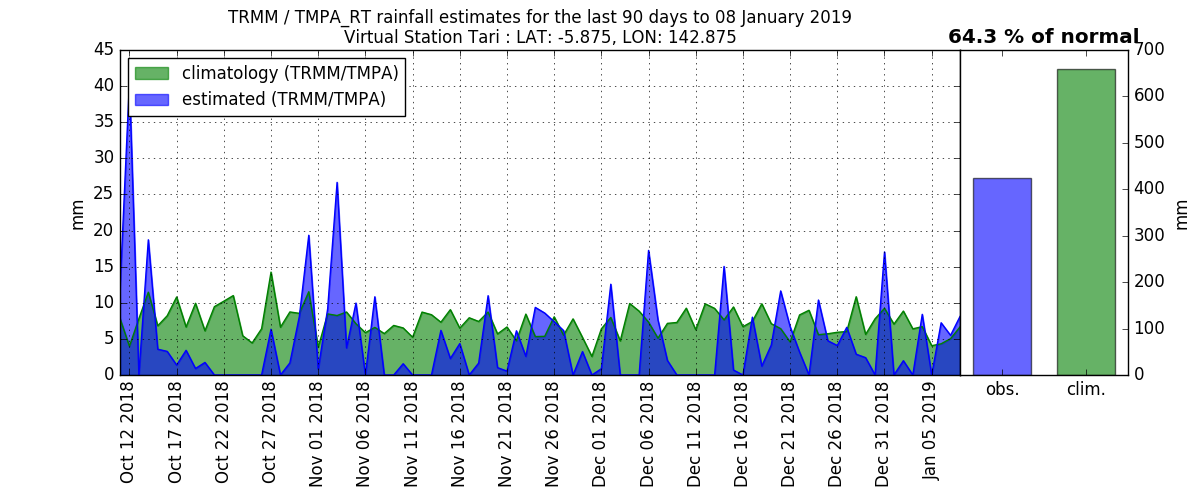 TRMM / TMPA_RT rainfall estimates for the last 90 days to 08 January 2019
Virtual Station Tari : LAT: -5.875, LON: 142.875
64.3 % of normal
climatology (TRMM/TMPA)
estimated (TRMM/TMPA)
45
40
35
30
25
20
15
10
5
0
mm
Oct 12 2018
Oct 17 2018
Oct 22 2018
Oct 27 2018
Nov 01 2018
Nov 06 2018
Nov 11 2018
Nov 16 2018
Nov 21 2018
Nov 26 2018
Dec 01 2018
Dec 06 2018
Dec 11 2018
Dec 16 2018
Dec 21 2018
Dec 26 2018
Dec 31 2018
Jan 05 2019
obs.
clim.
700
600
500
400
300
200
100
0
mm